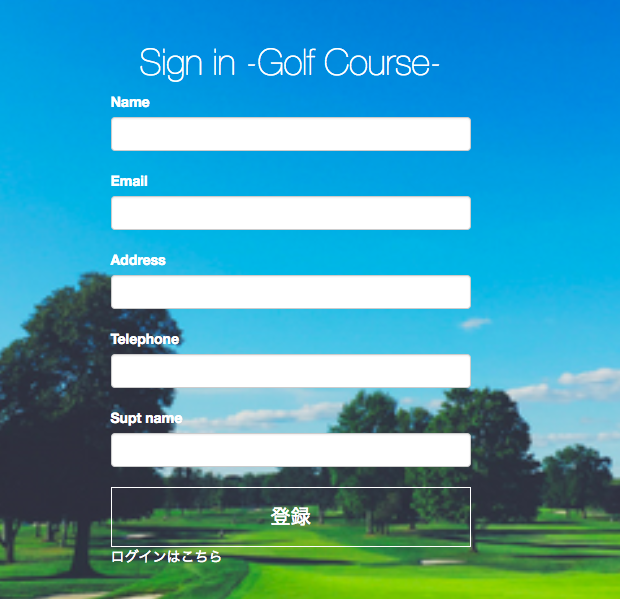 Sign in -Golf Course-
Name
Email
Address
Telephone
Supt name
登録
ログインはこちら